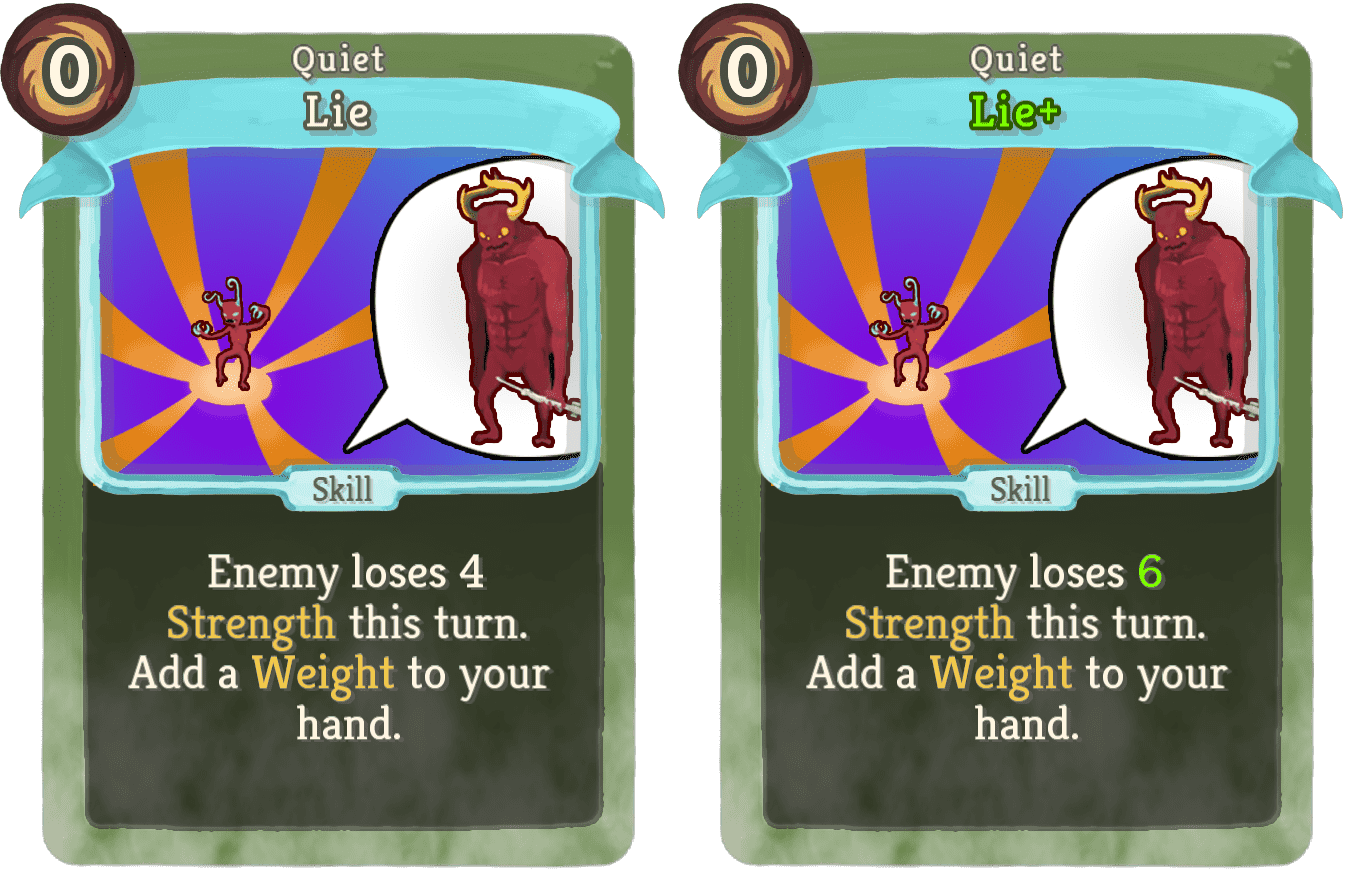 0
Quiet
Lie
Skill
Enemy loses 4
Strength this turn.
Add a Weight to your
hand.
0
Quiet
Lie+
Skill
Enemy loses 6
Strength this turn.
Add a Weight to your
hand.